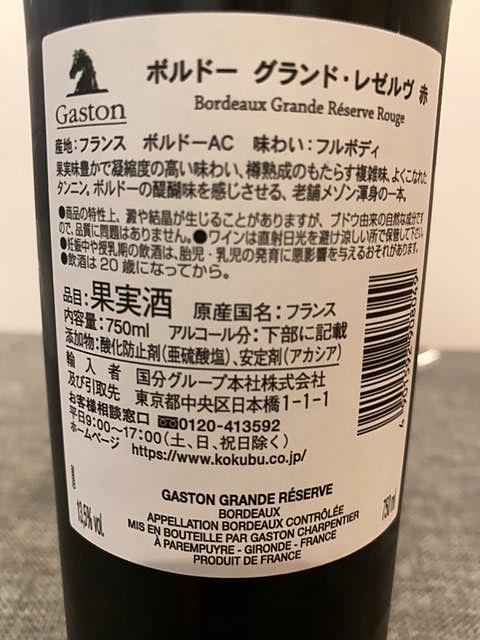 Gaston
ボルドー グランド・レゼルヴ 赤
Bordeaux Grande Réserve Rouge
産地:フランス ボルドーAC 味わい:フルボディ
果実味豊かで凝縮度の高い味わい、樽熟成のもたらす複雑味、よくこなれた
タンニン。ボルドーの醍醐味を感じさせる、老舗メゾン渾身の一本。
●商品の特性上、澱や結晶が生じることがありますが、ブドウ由来の自然な成分です
ので、品質に問題はありません。●ワインは直射日光を避け涼しい所で保管して下さい。
●妊娠中や授乳期の飲酒は、胎児・乳児の発育に悪影響を与えるおそれがあります。
●飲酒は20歳になってから。
品目:果実酒 原産国名:フランス
内容量:750ml アルコール分:下部に記載
添加物:酸化防止剤(亜硫酸塩)、安定剤(アカシア)
輸入者 国分グループ本社株式会社
及び引取先 東京都中央区日本橋1-1-1
お客様相談窓口 0120-413592
平日9:00～17:00(土、日、祝日除く)
ホームページ https://www.kokubu.co.jp/
13,5% vol.
750 ml
GASTON GRANDE RÉSERVE
BORDEAUX
APPELLATION BORDEAUX CONTRÔLÉE
MIS EN BOUTEILLE PAR GASTON CHARPENTIER
À PAREMPUYRE - GIRONDE - FRANCE
PRODUIT DE FRANCE